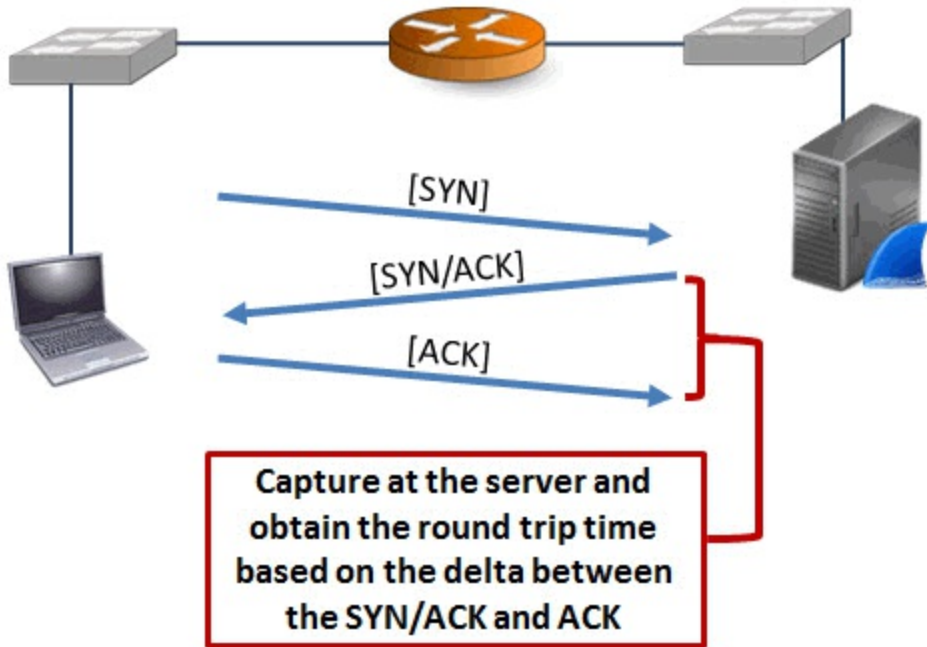 [SYN]
[SYN/ACK]
[ACK]
Capture at the server and
obtain the round trip time
based on the delta between
the SYN/ACK and ACK